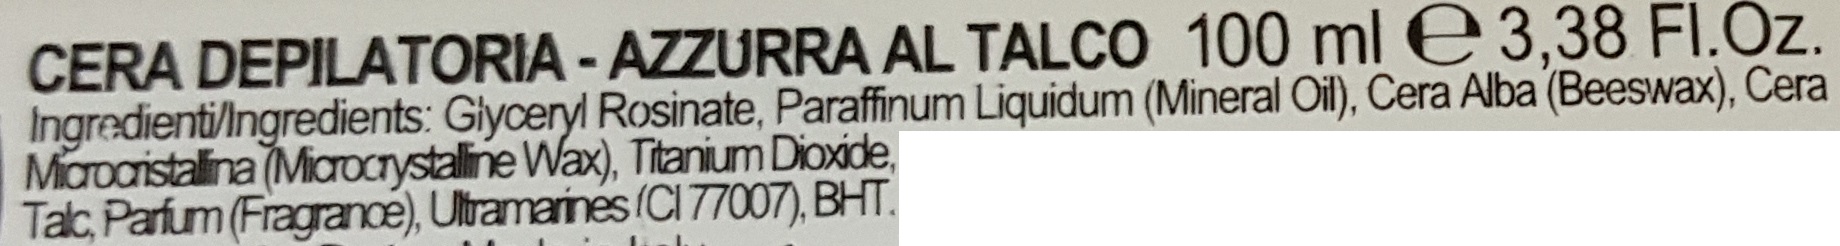 CERA DEPILATORIA - AZZURRA AL TALCO 100 ml ℮ 3,38 Fl.Oz.
Ingredienti/Ingredients: Glyceryl Rosinate, Paraffinum Liquidum (Mineral Oil), Cera Alba (Beeswax), Cera
Microcristallina (Microcrystalline Wax), Titanium Dioxide,
Talc, Parfum (Fragrance), Ultramarines (CI 77007), BHT.